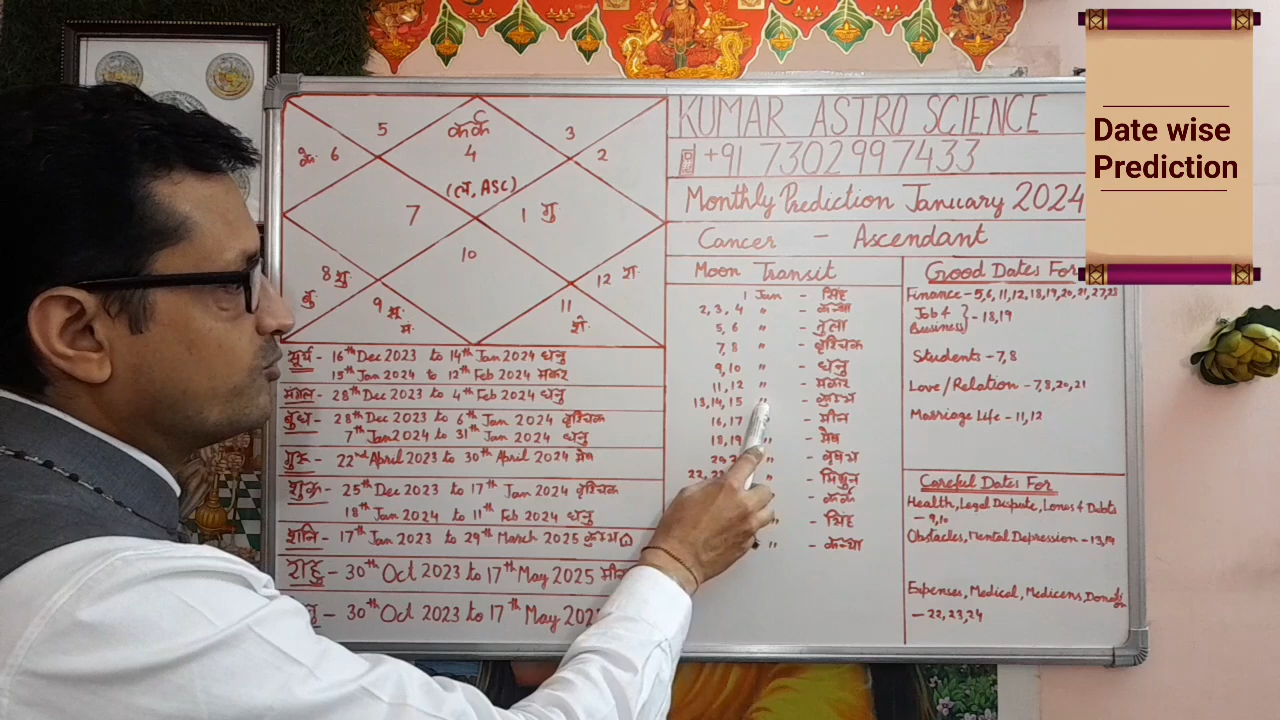 Date wise
Prediction
KUMAR ASTRO SCIENCE
+91 7302997433
Monthly Prediction January 2024
Cancer - Ascendant
5
कर्क
4
(ल, ASC)
3
के. 6
2
7
1 गु
10
8 शु
बु
12 रा.
9 सू
मं
11
श.
सूर्य - 16th Dec 2023 to 14th Jan 2024 धनु
15th Jan 2024 to 12th Feb 2024 मकर
मंगल - 28th Dec 2023 to 4th Feb 2024 धनु
बुध - 28th Dec 2023 to 6th Jan 2024 वृश्चिक
7th Jan 2024 to 31th Jan 2024 धनु
गुरू - 22nd April 2023 to 30th April 2024 मेष
शुक्र - 25th Dec 2023 to 17th Jan 2024 वृश्चिक
18th Jan 2024 to 11th Feb 2024 धनु
शनि - 17th Jan 2023 to 29th March 2025 कुम्भ
राहु - 30th Oct 2023 to 17th May 2025 मीन
- 30th Oct 2023 to 17th May
Moon Transit
1 Jan - सिंह
2, 3, 4 " - कन्या
5, 6 " - तुला
7, 8 " - वृश्चिक
9, 10 " - धनु
11, 12 " - मकर
13, 14, 15 " - कुम्भ
16, 17 - मीन
18, 19 " - मेष
" - वृषभ
22, " - मिथुन
- कर्क
" - सिंह
" - कन्या
Good Dates For
Finance - 5,6, 11, 12, 18, 19, 20, 21, 27, 28
Job &
Business} - 18, 19
Students - 7, 8
Love/Relation - 7, 8, 20, 21
Marriage Life - 11, 12
Careful Dates For
Health, Legal Dispute, Lones & Debts
- 9, 10
Obstacles, Mental Depression - 13, 14
Expenses, Medical, Medicens, Donation
- 22, 23, 24